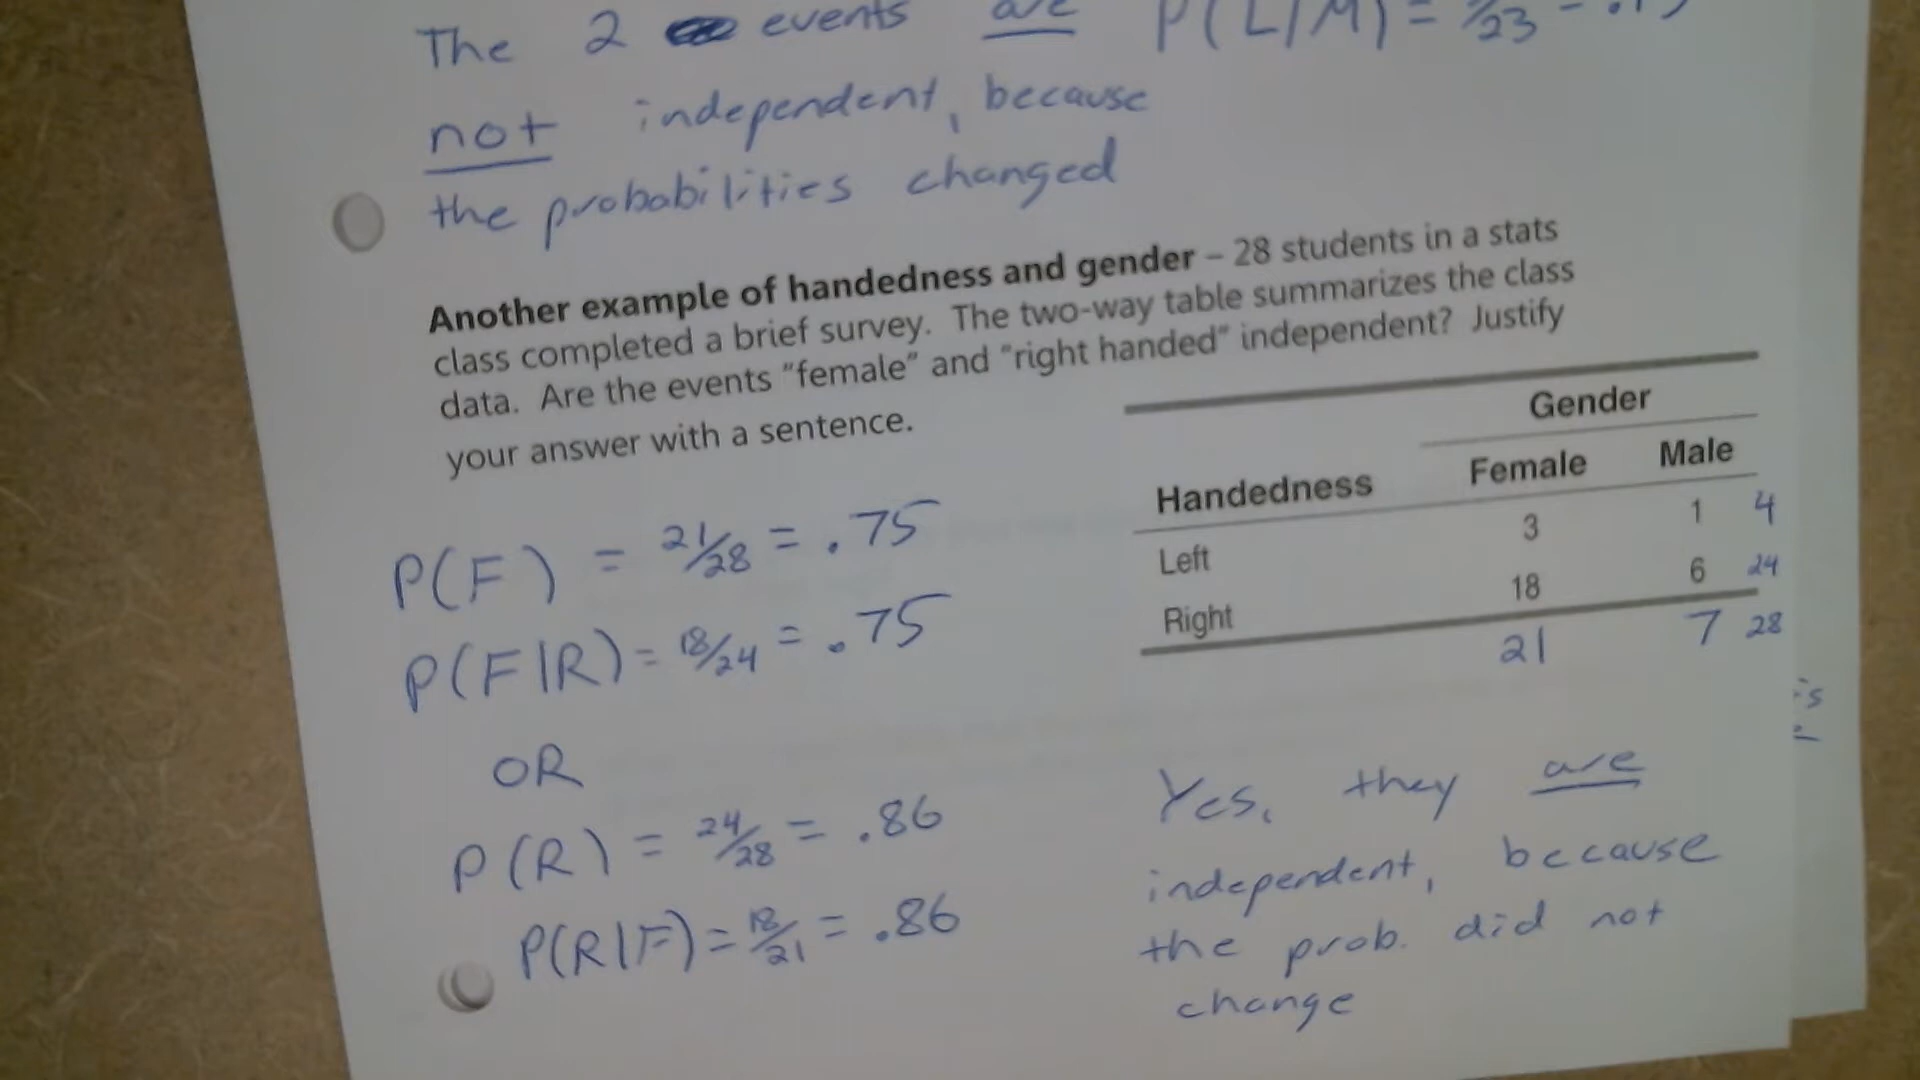 The 2 events are P(L|M) =
not independent, because
the probabilities changed
Another example of handedness and gender – 28 students in a stats
class completed a brief survey. The two-way table summarizes the class
data. Are the events "female" and "right handed" independent? Justify
your answer with a sentence.
Gender
Handedness Female Male
Left 3 1 4
Right 18 6 24
21 7 28
P(F) = 21/28 = .75
P(F|R) = 18/24 = .75
OR
P(R) = 24/28 = .86
P(R|F) = 18/21 = .86
Yes, they are
independent, because
the prob. did not
change